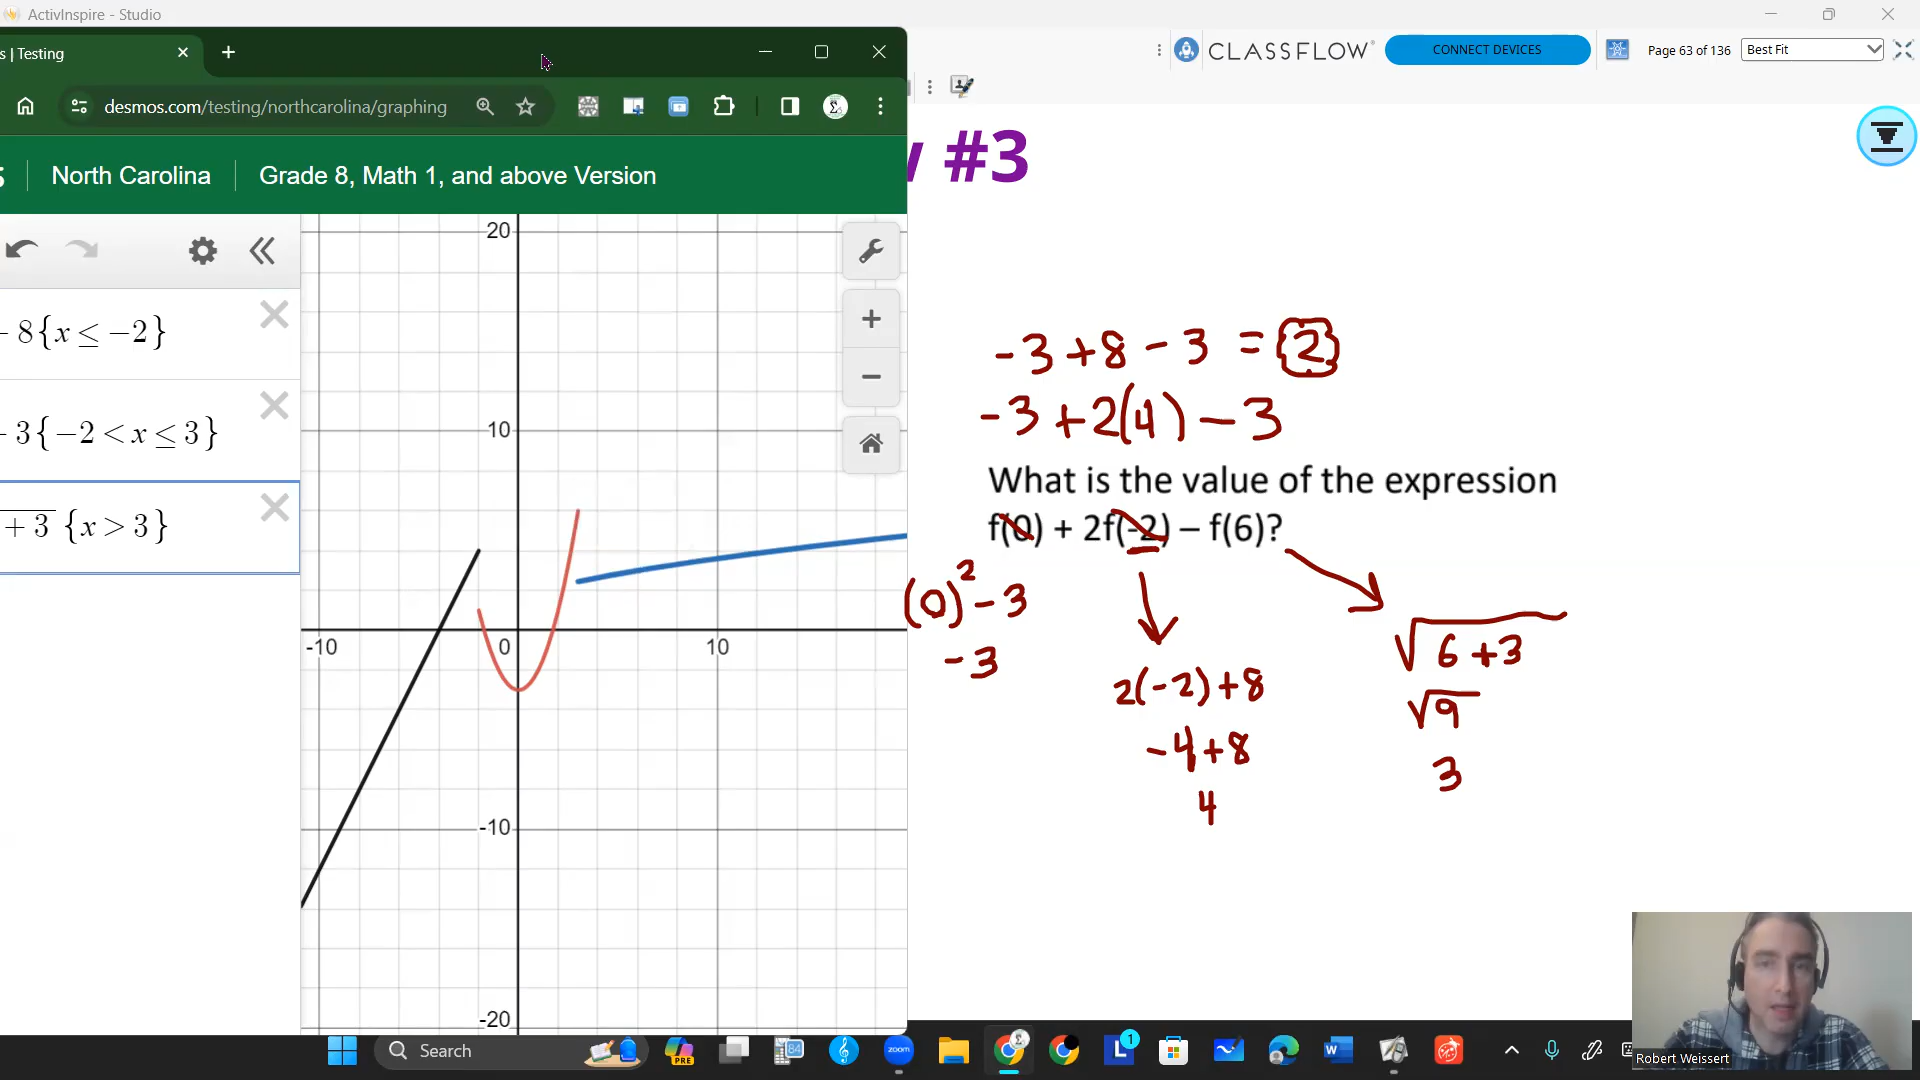 ActivInspire - Studio
s | Testing
CLASSFLOW
CONNECT DEVICES
Page 63 of 136
Best Fit
desmos.com/testing/northcarolina/graphing
#3
North Carolina
Grade 8, Math 1, and above Version
- 8{x ≤ -2}
- 3{-2 < x ≤ 3}
+ 3 {x > 3}
20
10
-10
0
10
-10
-20
-3 + 8 - 3 = {2}
-3 + 2(4) - 3
What is the value of the expression
f(0) + 2f(-2) – f(6)?
(0)² - 3
-3
2(-2) + 8
-4 + 8
4
√6 + 3
√9
3
Search
PRE
84
zoom
L
1
W
Robert Weissert